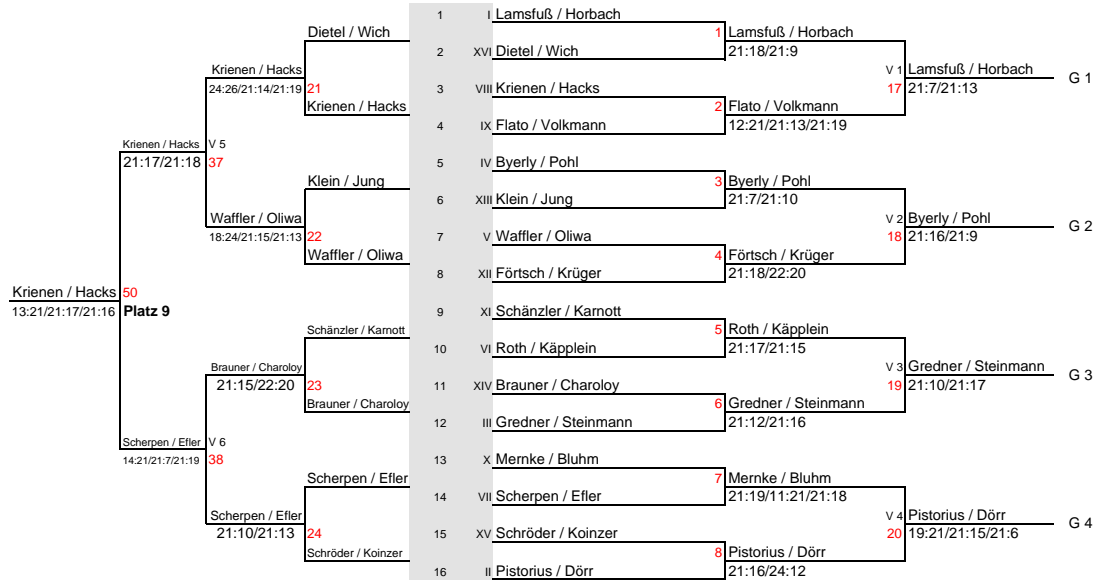 1 I Lamsfuß / Horbach
Dietel / Wich 1 Lamsfuß / Horbach
2 XVI Dietel / Wich 21:18/21:9
Krienen / Hacks V 1 Lamsfuß / Horbach G 1
24:26/21:14/21:19 21 3 VIII Krienen / Hacks 17 21:7/21:13
Krienen / Hacks 2 Flato / Volkmann
4 IX Flato / Volkmann 12:21/21:13/21:19
Krienen / Hacks V 5
21:17/21:18 37 5 IV Byerly / Pohl
Klein / Jung 3 Byerly / Pohl
6 XIII Klein / Jung 21:7/21:10
Waffler / Oliwa V 2 Byerly / Pohl G 2
18:24/21:15/21:13 22 7 V Waffler / Oliwa 18 21:16/21:9
Waffler / Oliwa 4 Förtsch / Krüger
8 XII Förtsch / Krüger 21:18/22:20
Krienen / Hacks 50
13:21/21:17/21:16 Platz 9 9 XI Schänzler / Karnott
Schänzler / Karnott 5 Roth / Käpplein
10 VI Roth / Käpplein 21:17/21:15
Brauner / Charoloy V 3 Gredner / Steinmann G 3
21:15/22:20 23 11 XIV Brauner / Charoloy 19 21:10/21:17
Brauner / Charoloy 6 Gredner / Steinmann
12 III Gredner / Steinmann 21:12/21:16
Scherpen / Efler V 6
14:21/21:7/21:19 38 13 X Mernke / Bluhm
Scherpen / Efler 7 Mernke / Bluhm
14 VII Scherpen / Efler 21:19/11:21/21:18
Scherpen / Efler V 4 Pistorius / Dörr G 4
21:10/21:13 24 15 XV Schröder / Koinzer 20 19:21/21:15/21:6
Schröder / Koinzer 8 Pistorius / Dörr
16 II Pistorius / Dörr 21:16/24:12